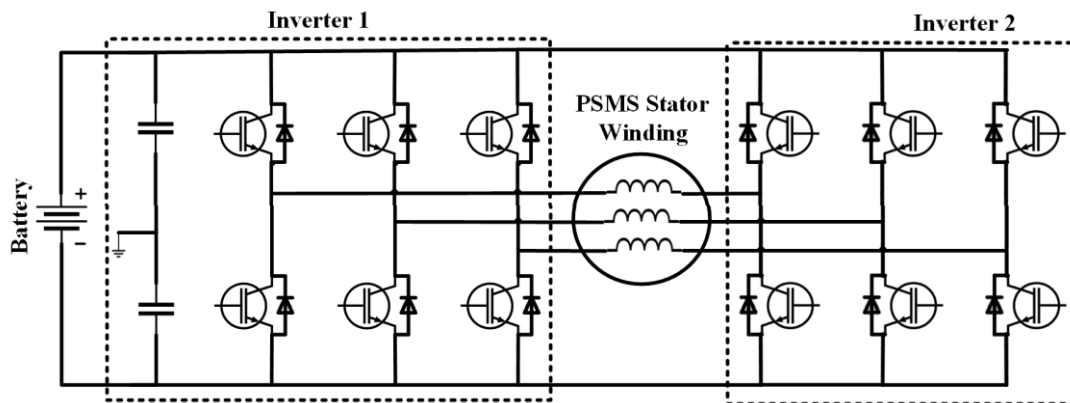 Inverter 1
Inverter 2
PSMS Stator
Winding
Battery
+
-